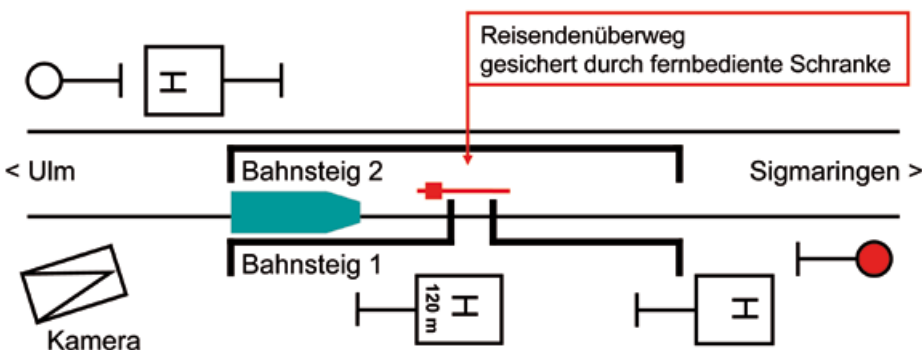 Reisendenüberweg
gesichert durch fernbediente Schranke
H
< Ulm
Bahnsteig 2
Sigmaringen >
Bahnsteig 1
H
120 m
H
Kamera